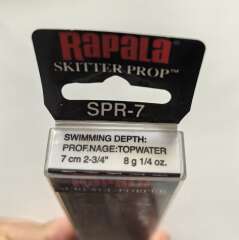 RAPALA
SKITTER PROP™
SPR-7
SWIMMING DEPTH:
PROF.NAGE:TOPWATER
7 cm 2-3/4" 8 g 1/4 oz.